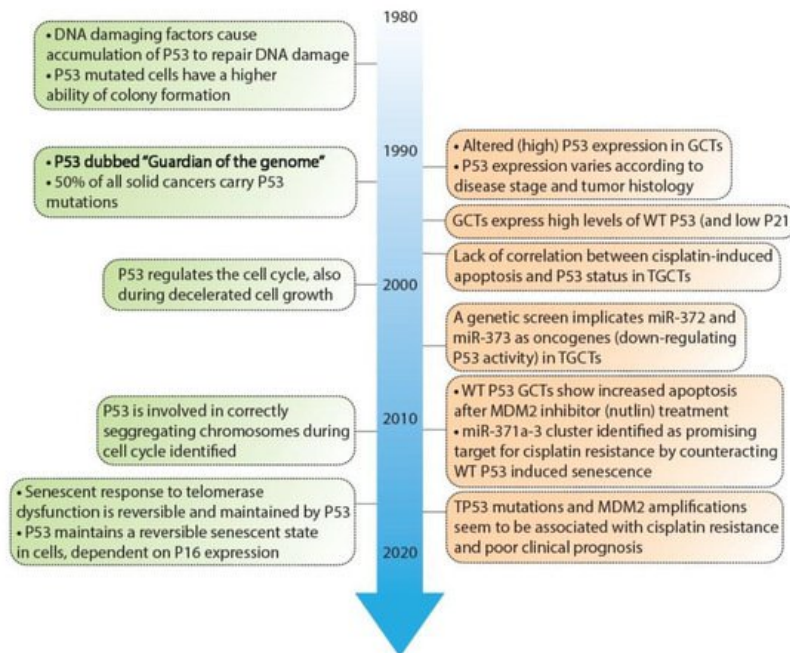 1980
• DNA damaging factors cause
accumulation of P53 to repair DNA damage
• P53 mutated cells have a higher
ability of colony formation
1990
• P53 dubbed "Guardian of the genome"
• 50% of all solid cancers carry P53
mutations
• Altered (high) P53 expression in GCTs
• P53 expression varies according to
disease stage and tumor histology
GCTs express high levels of WT P53 (and low P21
Lack of correlation between cisplatin-induced
apoptosis and P53 status in TGCTs
P53 regulates the cell cycle, also
during decelerated cell growth
2000
A genetic screen implicates miR-372 and
miR-373 as oncogenes (down-regulating
P53 activity) in TGCTs
P53 is involved in correctly
seggregating chromosomes during
cell cycle identified
2010
• WT P53 GCTs show increased apoptosis
after MDM2 inhibitor (nutlin) treatment
• miR-371a-3 cluster identified as promising
target for cisplatin resistance by counteracting
WT P53 induced senescence
• Senescent response to telomerase
dysfunction is reversible and maintained by P53
• P53 maintains a reversible senescent state
in cells, dependent on P16 expression
TP53 mutations and MDM2 amplifications
seem to be associated with cisplatin resistance
and poor clinical prognosis
2020